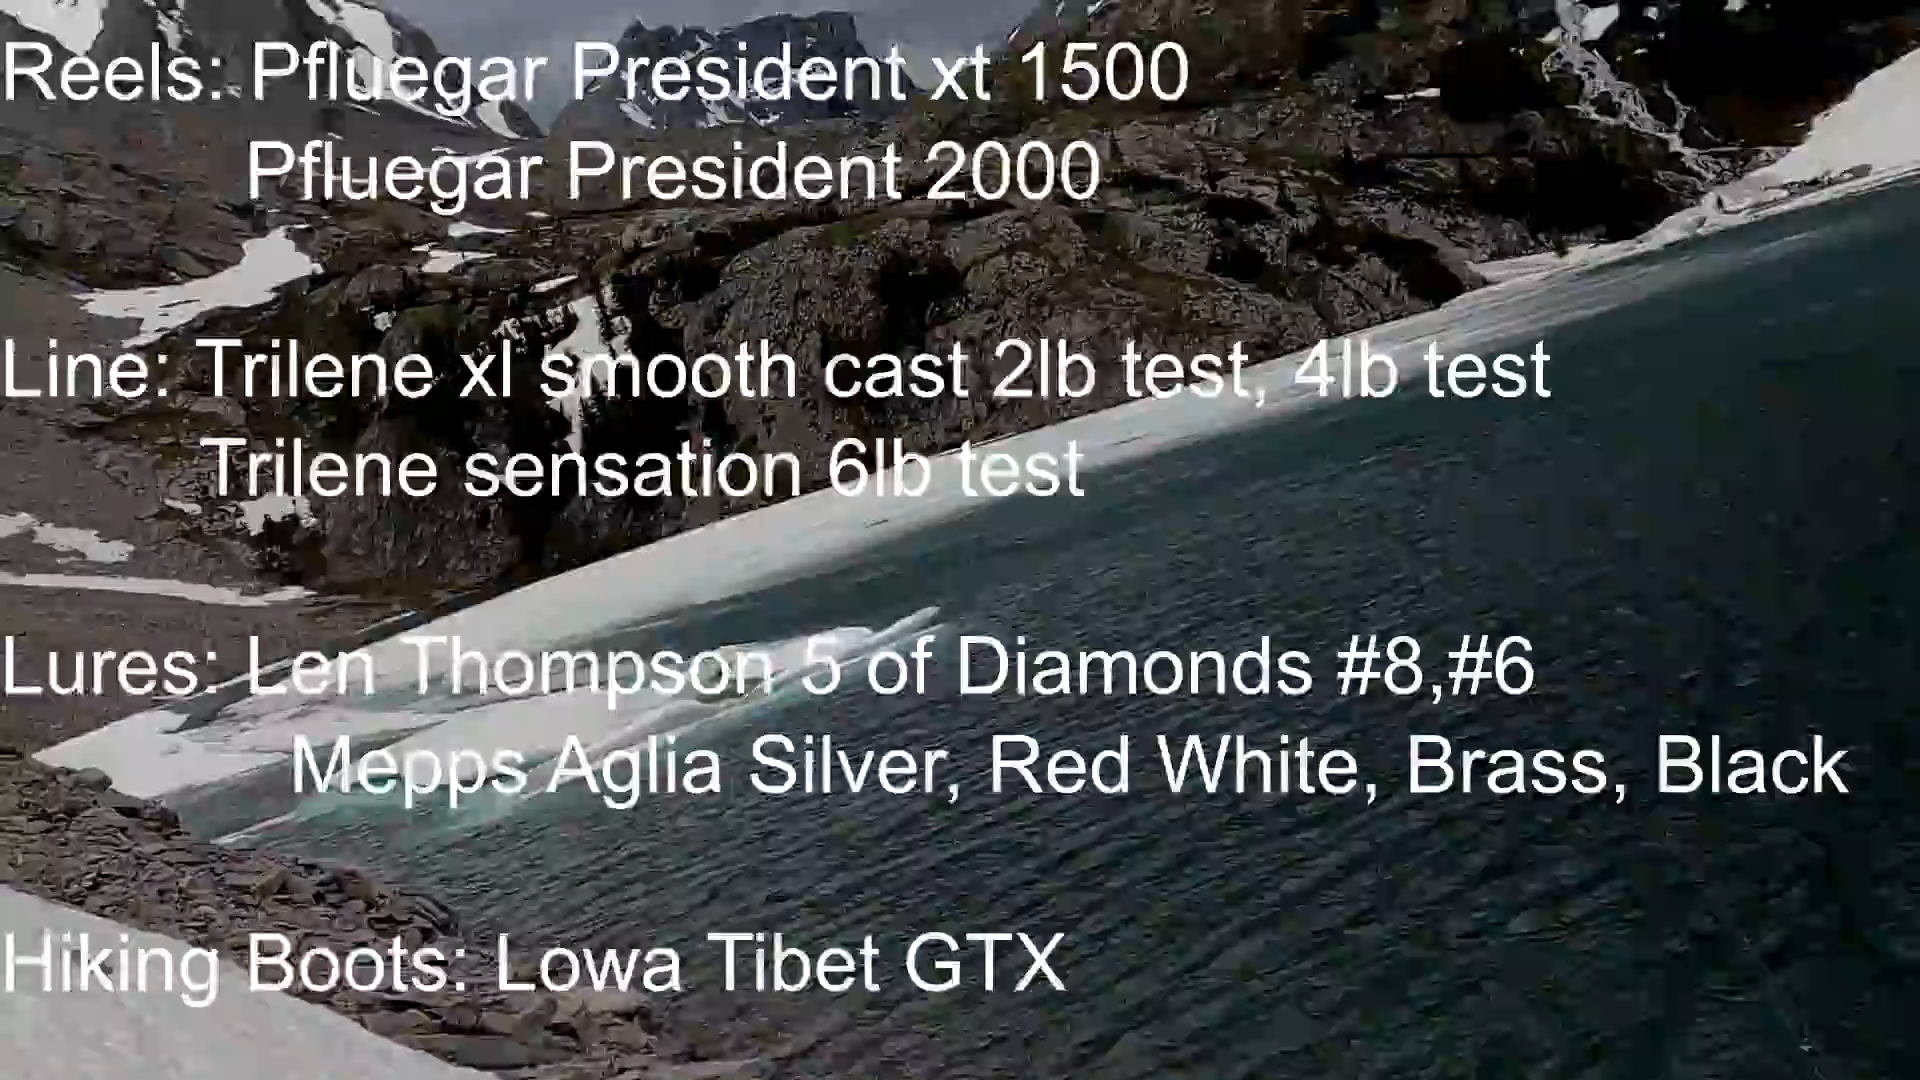 Reels: Pfluegar President xt 1500
Pfluegar President 2000
Line: Trilene xl smooth cast 2lb test, 4lb test
Trilene sensation 6lb test
Lures: Len Thompson 5 of Diamonds #8,#6
Mepps Aglia Silver, Red White, Brass, Black
Hiking Boots: Lowa Tibet GTX